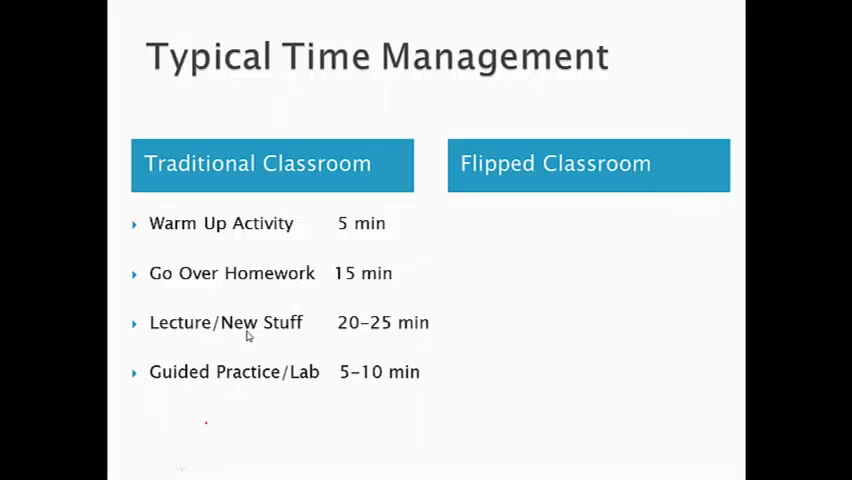 Typical Time Management
Traditional Classroom
Warm Up Activity 5 min
Go Over Homework 15 min
Lecture/New Stuff 20-25 min
Guided Practice/Lab 5-10 min
Flipped Classroom